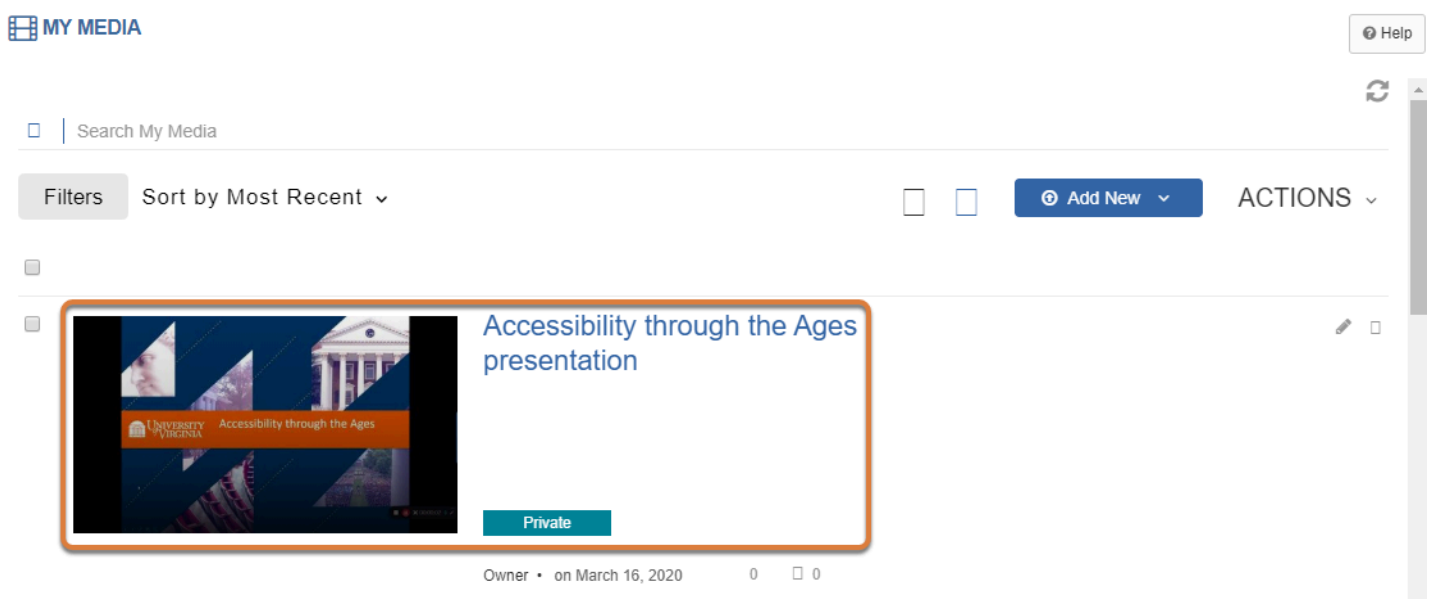 MY MEDIA
Help
Search My Media
Filters Sort by Most Recent
Add New ACTIONS
Accessibility through the Ages
presentation
UNIVERSITY
of VIRGINIA
Accessibility through the Ages
Private
Owner • on March 16, 2020 0 0